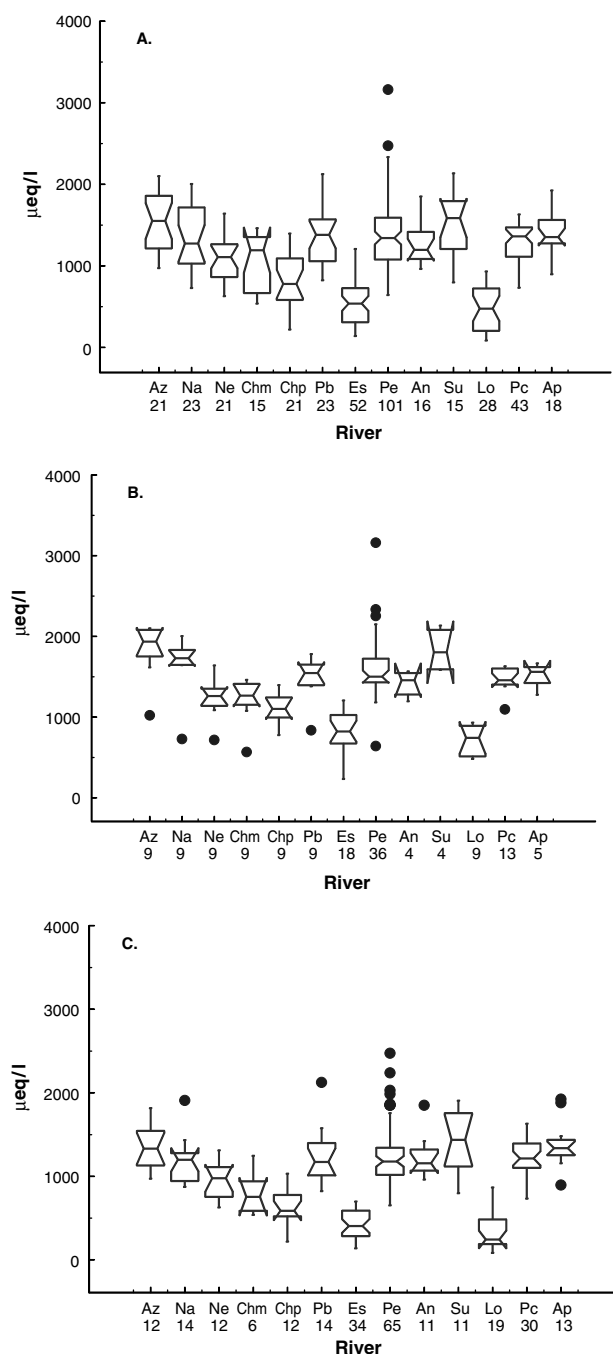 A.
4000
3000
2000
1000
0
μeq/l
Az Na Ne Chm Chp Pb Es Pe An Su Lo Pc Ap
21 23 21 15 21 23 52 101 16 15 28 43 18
River
B.
4000
3000
2000
1000
0
μeq/l
Az Na Ne Chm Chp Pb Es Pe An Su Lo Pc Ap
9 9 9 9 9 9 18 36 4 4 9 13 5
River
C.
4000
3000
2000
1000
0
μeq/l
Az Na Ne Chm Chp Pb Es Pe An Su Lo Pc Ap
12 14 12 6 12 14 34 65 11 11 19 30 13
River